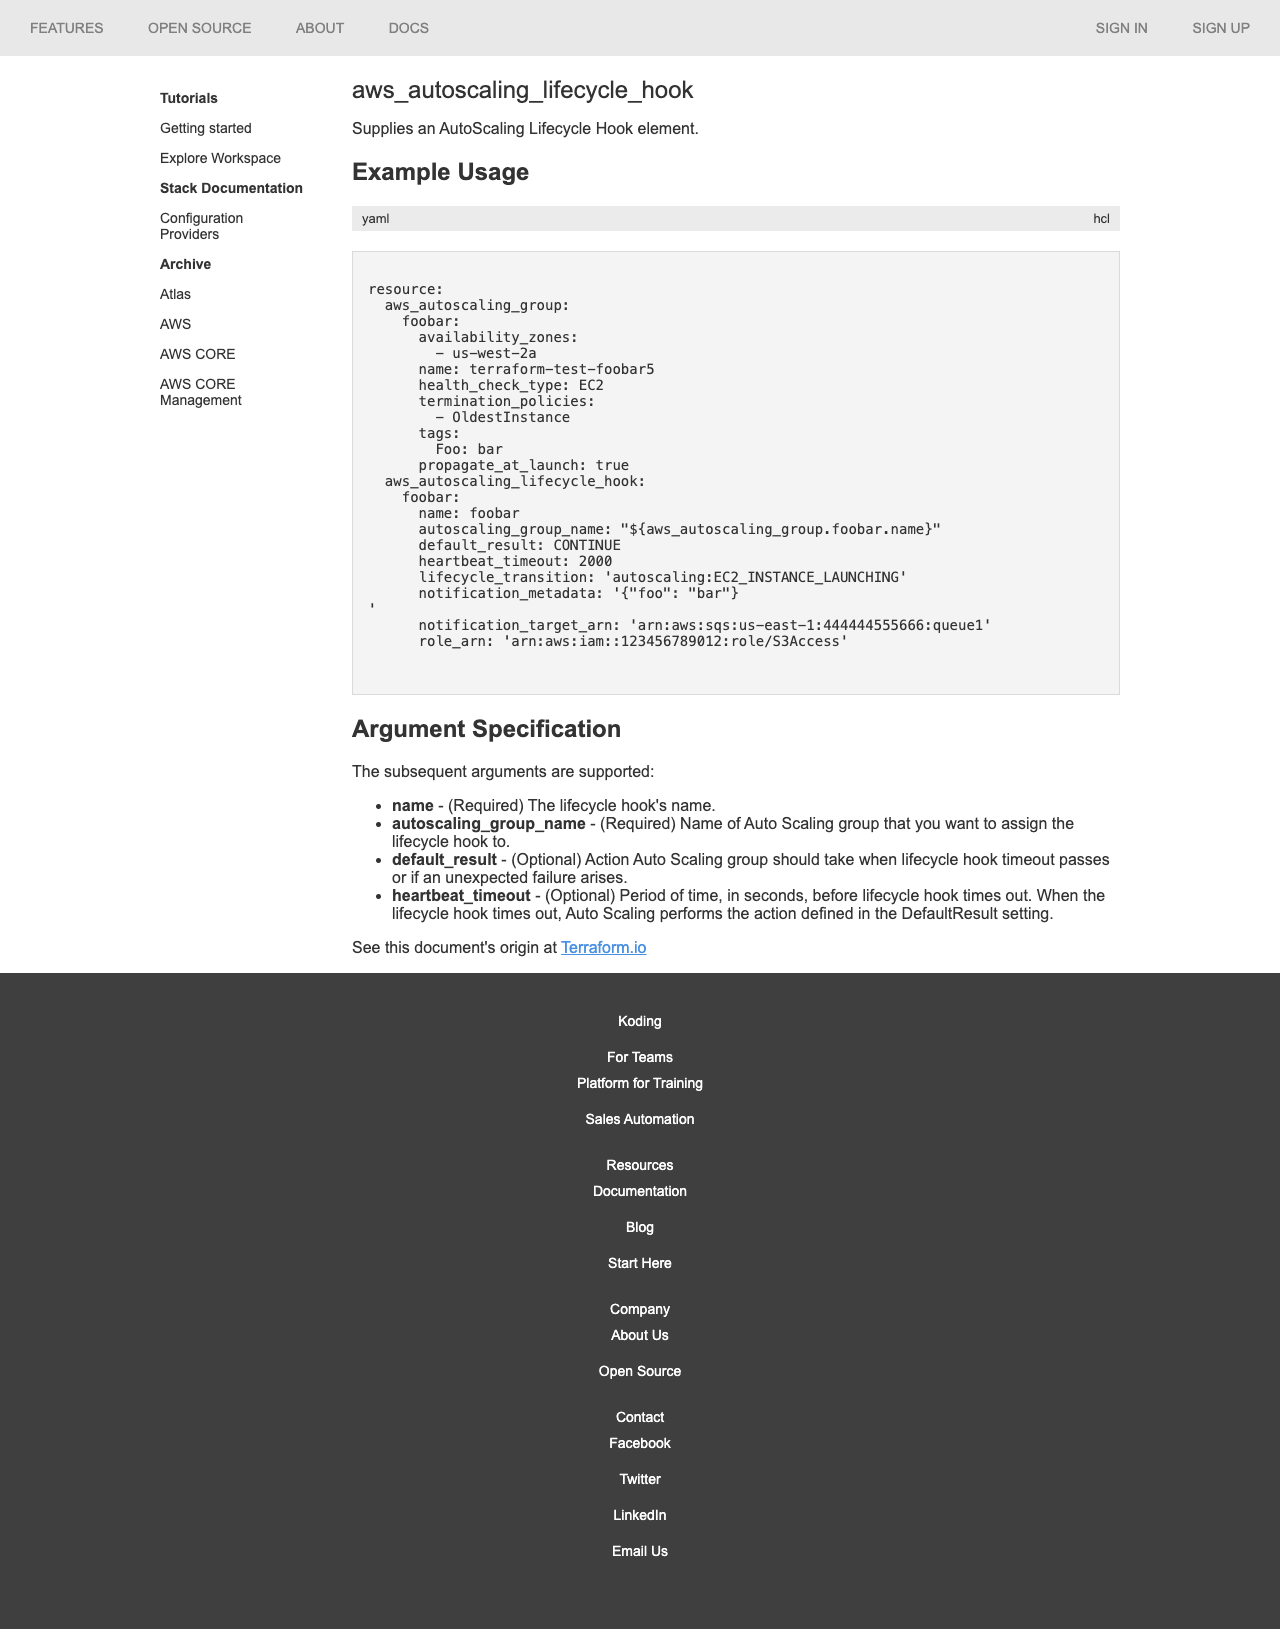 FEATURES OPEN SOURCE ABOUT DOCS SIGN IN SIGN UP
Tutorials
Getting started
Explore Workspace
Stack Documentation
Configuration
Providers
Archive
Atlas
AWS
AWS CORE
AWS CORE
Management
aws_autoscaling_lifecycle_hook
Supplies an AutoScaling Lifecycle Hook element.
Example Usage
yaml hcl
resource:
  aws_autoscaling_group:
    foobar:
      availability_zones:
        - us-west-2a
      name: terraform-test-foobar5
      health_check_type: EC2
      termination_policies:
        - OldestInstance
      tags:
        Foo: bar
      propagate_at_launch: true
  aws_autoscaling_lifecycle_hook:
    foobar:
      name: foobar
      autoscaling_group_name: "${aws_autoscaling_group.foobar.name}"
      default_result: CONTINUE
      heartbeat_timeout: 2000
      lifecycle_transition: 'autoscaling:EC2_INSTANCE_LAUNCHING'
      notification_metadata: '{"foo": "bar"}
'
      notification_target_arn: 'arn:aws:sqs:us-east-1:444444555666:queue1'
      role_arn: 'arn:aws:iam::123456789012:role/S3Access'
Argument Specification
The subsequent arguments are supported:
• name - (Required) The lifecycle hook's name.
• autoscaling_group_name - (Required) Name of Auto Scaling group that you want to assign the
lifecycle hook to.
• default_result - (Optional) Action Auto Scaling group should take when lifecycle hook timeout passes
or if an unexpected failure arises.
• heartbeat_timeout - (Optional) Period of time, in seconds, before lifecycle hook times out. When the
lifecycle hook times out, Auto Scaling performs the action defined in the DefaultResult setting.
See this document's origin at Terraform.io
Koding
For Teams
Platform for Training
Sales Automation
Resources
Documentation
Blog
Start Here
Company
About Us
Open Source
Contact
Facebook
Twitter
LinkedIn
Email Us